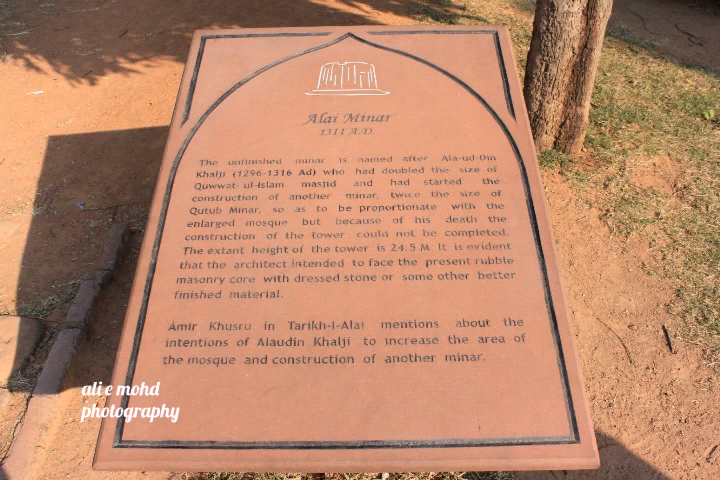 Alai Minar
1311 A.D.
The unfinished minar is named after Ala-ud-Din
Khalji (1296-1316 Ad) who had doubled the size of
Quwwat-ul-Islam masjid and had started the
construction of another minar, twice the size of
Qutub Minar, so as to be proportionate with the
enlarged mosque but because of his death the
construction of the tower could not be completed.
The extant height of the tower is 24.5 M. It is evident
that the architect intended to face the present rubble
masonry core with dressed stone or some other better
finished material.
Amir Khusru in Tarikh-I-Alai mentions about the
intentions of Alaudin Khalji to increase the area of
the mosque and construction of another minar.
ali e mohd
photography